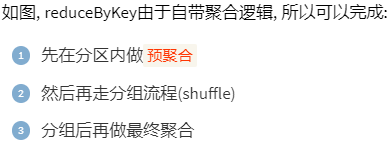 如图, reduceByKey由于自带聚合逻辑, 所以可以完成:
1 先在分区内做 预聚合
2 然后再走分组流程(shuffle)
3 分组后再做最终聚合